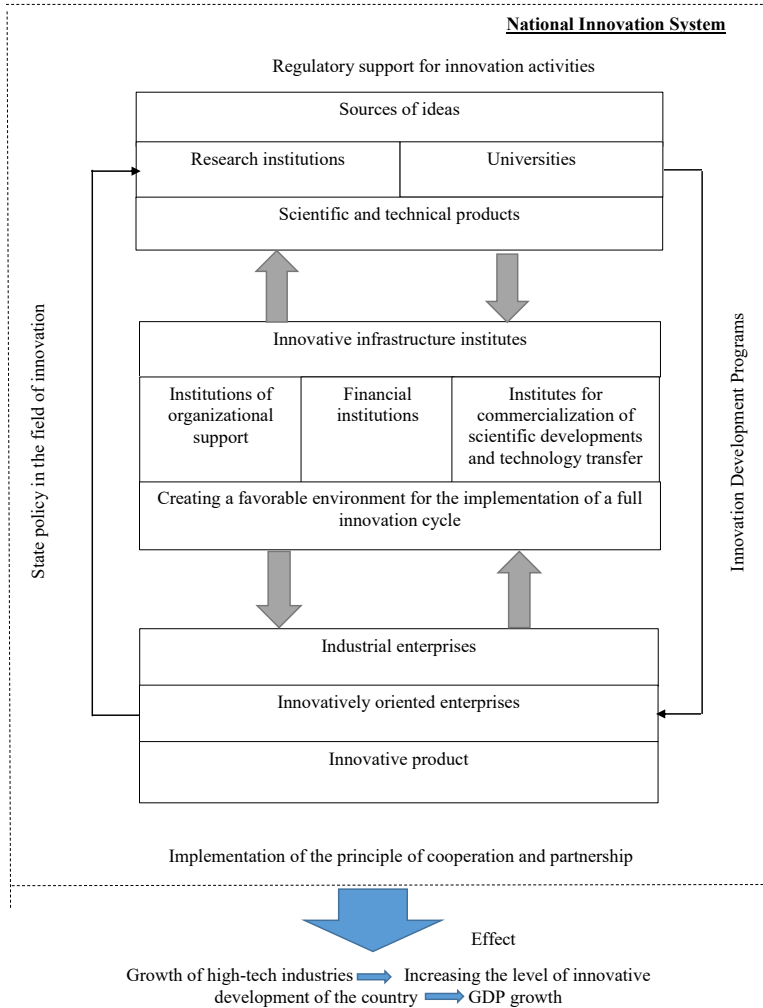 National Innovation System
Regulatory support for innovation activities
Sources of ideas
Research institutions
Universities
Scientific and technical products
State policy in the field of innovation
Innovation Development Programs
Innovative infrastructure institutes
Institutions of
organizational
support
Financial
institutions
Institutes for
commercialization of
scientific developments
and technology transfer
Creating a favorable environment for the implementation of a full
innovation cycle
Industrial enterprises
Innovatively oriented enterprises
Innovative product
Implementation of the principle of cooperation and partnership
Effect
Growth of high-tech industries Increasing the level of innovative
development of the country GDP growth